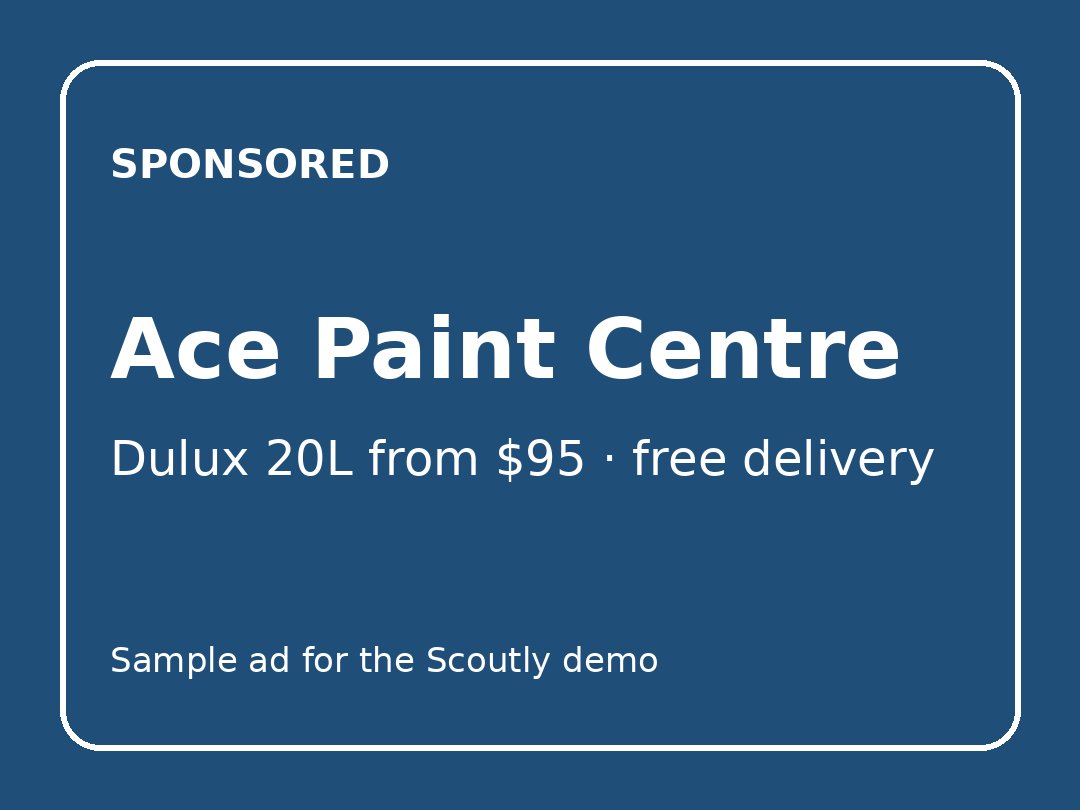 SPONSORED
Ace Paint Centre
Dulux 20L from $95 · free delivery
Sample ad for the Scoutly demo